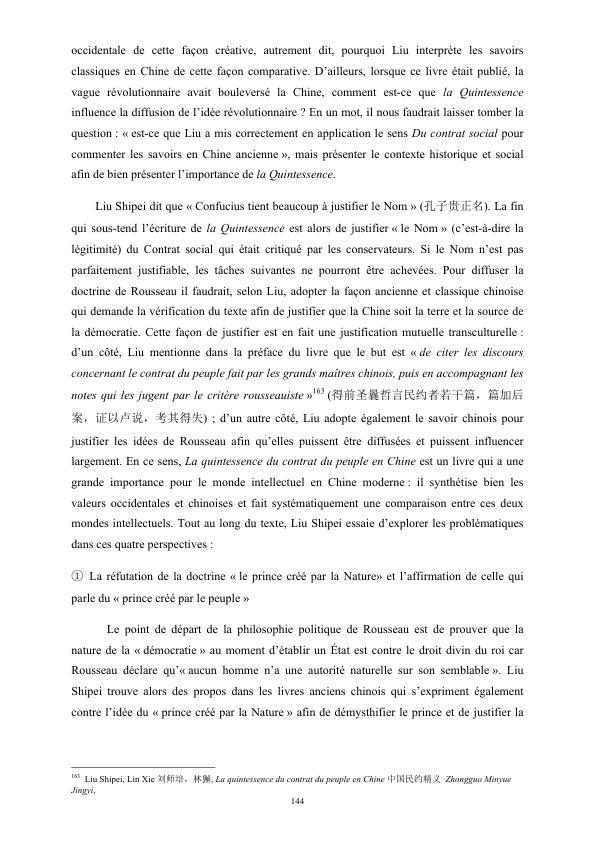 occidentale de cette façon créative, autrement dit, pourquoi Liu interprète les savoirs
classiques en Chine de cette façon comparative. D’ailleurs, lorsque ce livre était publié, la
vague révolutionnaire avait bouleversé la Chine, comment est-ce que la Quintessence
influence la diffusion de l’idée révolutionnaire ? En un mot, il nous faudrait laisser tomber la
question : « est-ce que Liu a mis correctement en application le sens Du contrat social pour
commenter les savoirs en Chine ancienne », mais présenter le contexte historique et social
afin de bien présenter l’importance de la Quintessence.
Liu Shipei dit que « Confucius tient beaucoup à justifier le Nom » (孔子贵正名). La fin
qui sous-tend l’écriture de la Quintessence est alors de justifier « le Nom » (c’est-à-dire la
légitimité) du Contrat social qui était critiqué par les conservateurs. Si le Nom n’est pas
parfaitement justifiable, les tâches suivantes ne pourront être achevées. Pour diffuser la
doctrine de Rousseau il faudrait, selon Liu, adopter la façon ancienne et classique chinoise
qui demande la vérification du texte afin de justifier que la Chine soit la terre et la source de
la démocratie. Cette façon de justifier est en fait une justification mutuelle transculturelle :
d’un côté, Liu mentionne dans la préface du livre que le but est « de citer les discours
concernant le contrat du peuple fait par les grands maîtres chinois, puis en accompagnant les
notes qui les jugent par le critère rousseauiste »163 (得前圣曩哲言民约者若干篇，篇加后
案，证以卢说，考其得失) ; d’un autre côté, Liu adopte également le savoir chinois pour
justifier les idées de Rousseau afin qu’elles puissent être diffusées et puissent influencer
largement. En ce sens, La quintessence du contrat du peuple en Chine est un livre qui a une
grande importance pour le monde intellectuel en Chine moderne : il synthétise bien les
valeurs occidentales et chinoises et fait systématiquement une comparaison entre ces deux
mondes intellectuels. Tout au long du texte, Liu Shipei essaie d’explorer les problématiques
dans ces quatre perspectives :
① La réfutation de la doctrine « le prince créé par la Nature» et l’affirmation de celle qui
parle du « prince créé par le peuple »
Le point de départ de la philosophie politique de Rousseau est de prouver que la
nature de la « démocratie » au moment d’établir un État est contre le droit divin du roi car
Rousseau déclare qu’« aucun homme n’a une autorité naturelle sur son semblable ». Liu
Shipei trouve alors des propos dans les livres anciens chinois qui s’expriment également
contre l’idée du « prince créé par la Nature » afin de démysthifier le prince et de justifier la
163 Liu Shipei, Lin Xie 刘师培，林獬, La quintessence du contrat du peuple en Chine 中国民约精义 Zhongguo Minyue
Jingyi,
144